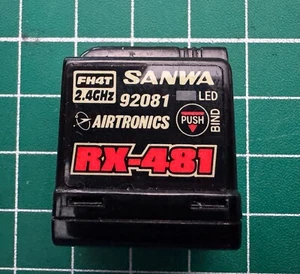 FH4T SANWA
2.4GHz 92081 LED
AIRTRONICS PUSH BIND
RX-481